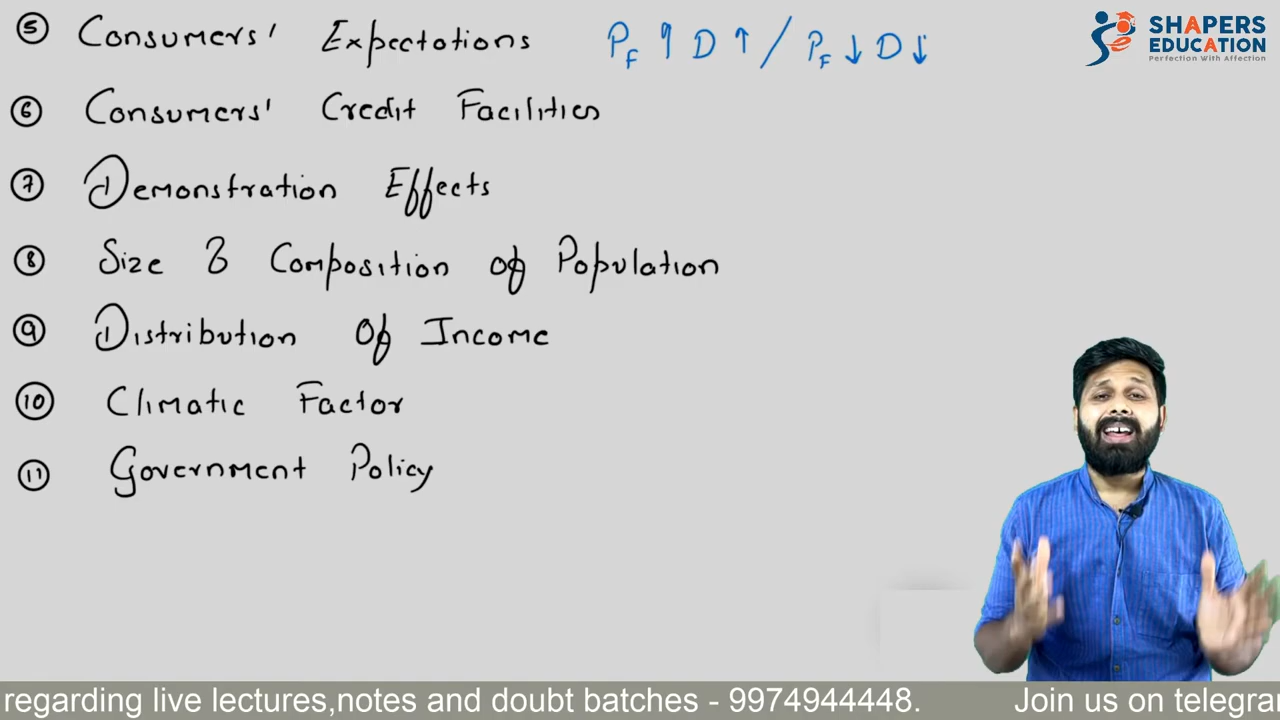 ⑤ Consumers' Expectations P_F ↑ D ↑ / P_F ↓ D ↓
⑥ Consumers' Credit Facilities
⑦ Demonstration Effects
⑧ Size & Composition of Population
⑨ Distribution Of Income
⑩ Climatic Factor
⑪ Government Policy
SHAPERS
EDUCATION
Perfection With Affection
regarding live lectures,notes and doubt batches - 9974944448. Join us on telegra